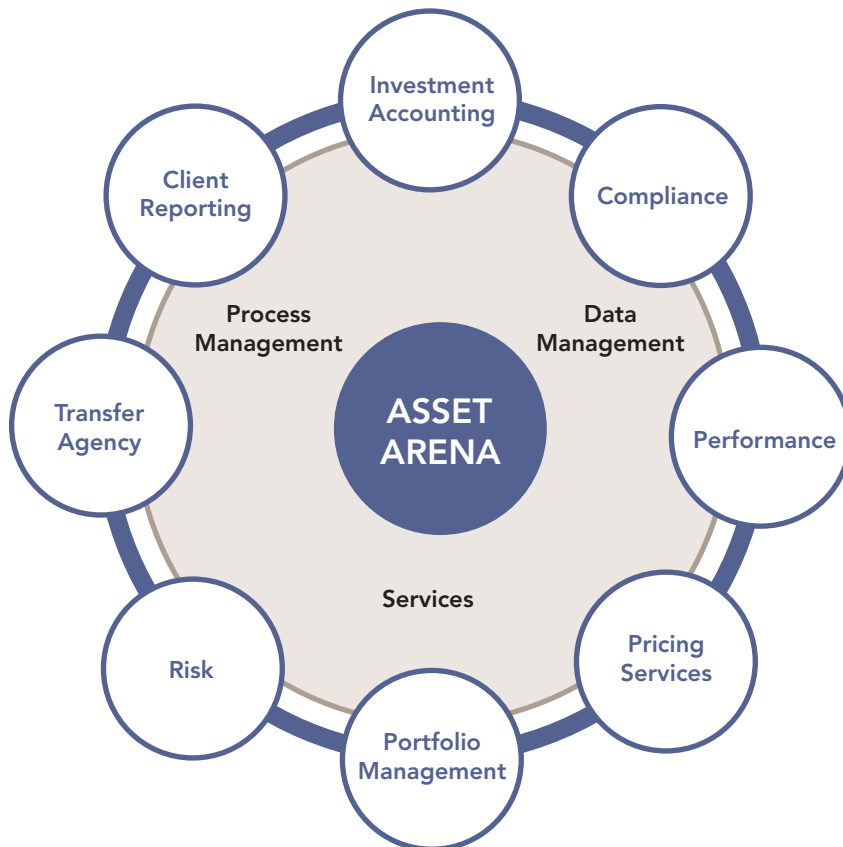 Investment
Accounting
Client
Reporting
Compliance
Process
Management
Data
Management
Transfer
Agency
ASSET
ARENA
Performance
Services
Risk
Pricing
Services
Portfolio
Management